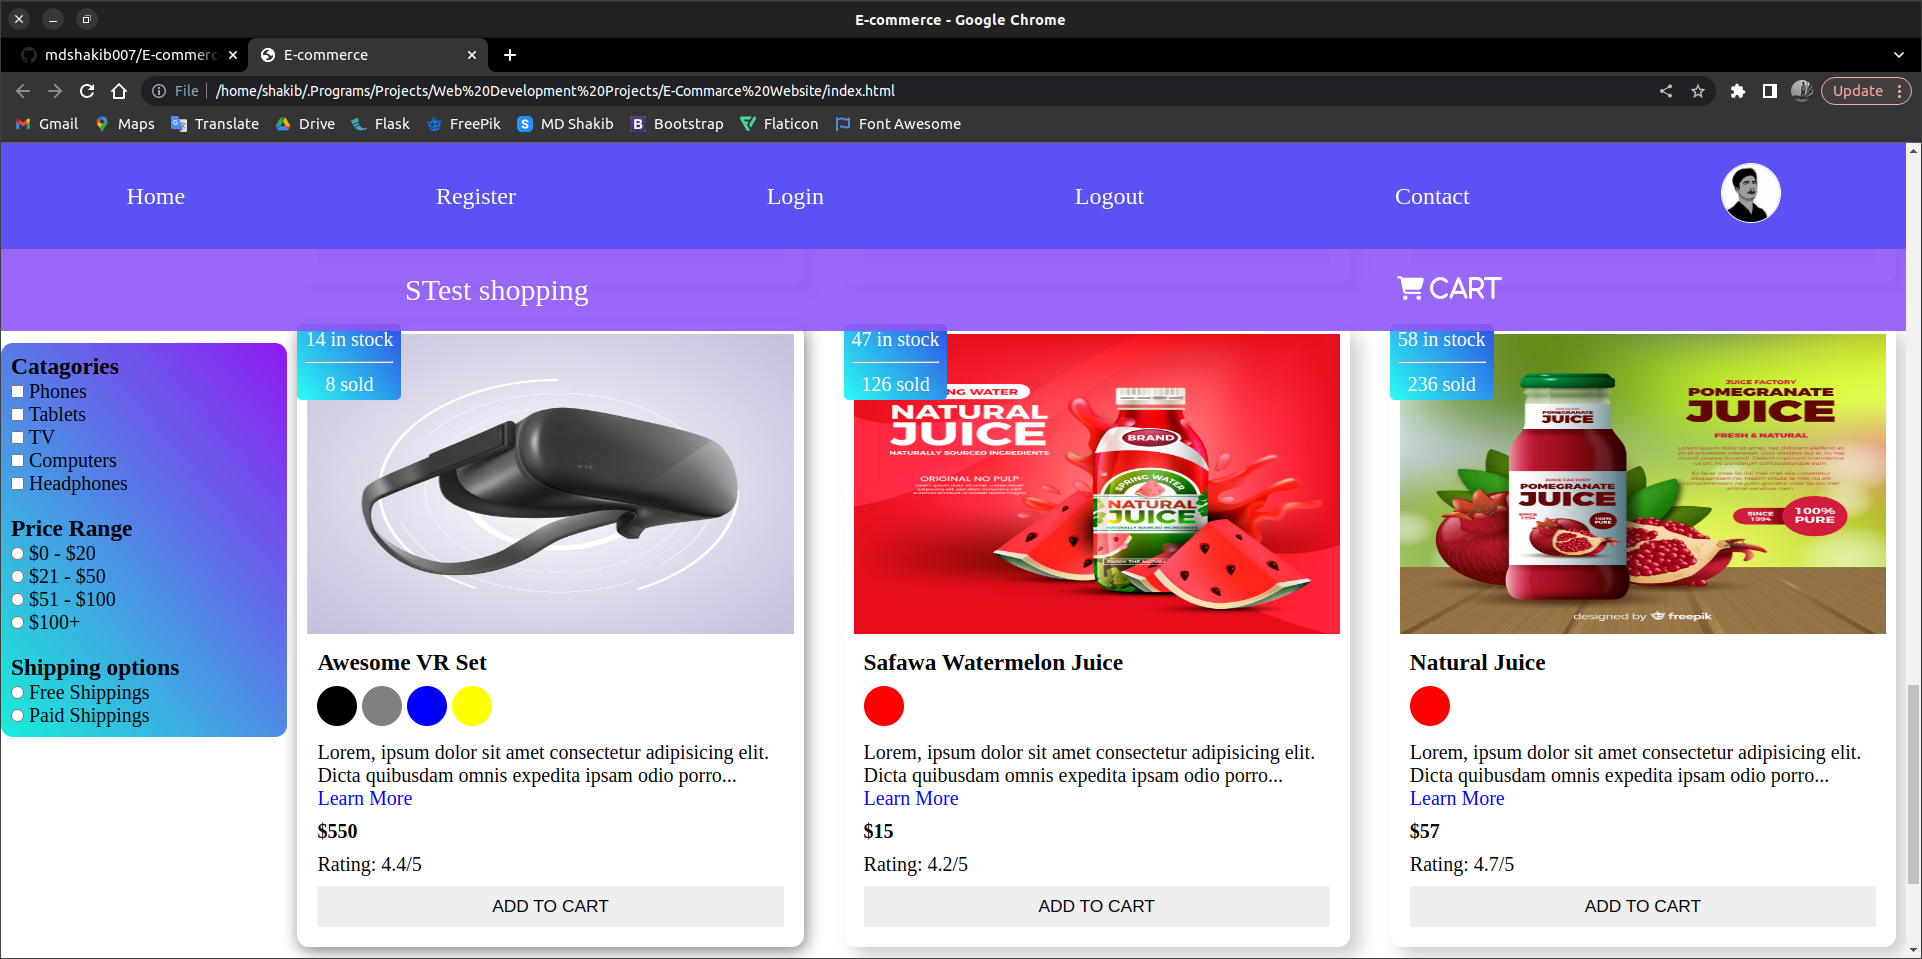 E-commerce - Google Chrome
mdshakib007/E-commerc
E-commerce
File
/home/shakib/.Programs/Projects/Web%20Development%20Projects/E-Commarce%20Website/index.html
Update
Gmail
Maps
Translate
Drive
Flask
FreePik
MD Shakib
Bootstrap
Flaticon
Font Awesome
Home
Register
Login
Logout
Contact
STest shopping
CART
Catagories
Phones
Tablets
TV
Computers
Headphones
Price Range
$0 - $20
$21 - $50
$51 - $100
$100+
Shipping options
Free Shippings
Paid Shippings
14 in stock
8 sold
Awesome VR Set
Lorem, ipsum dolor sit amet consectetur adipisicing elit.
Dicta quibusdam omnis expedita ipsam odio porro...
Learn More
$550
Rating: 4.4/5
ADD TO CART
47 in stock
126 sold
NG WATER
NATURAL
JUICE
NATURALLY SOURCED INGREDIENTS
ORIGINAL NO PULP
BRAND
SPRING WATER
NATURAL
JUICE
NATURALLY SOURCED INGREDIENTS
Safawa Watermelon Juice
Lorem, ipsum dolor sit amet consectetur adipisicing elit.
Dicta quibusdam omnis expedita ipsam odio porro...
Learn More
$15
Rating: 4.2/5
ADD TO CART
58 in stock
236 sold
JUICE FACTORY
POMEGRANATE
JUICE
FRESH & NATURAL
SINCE
1994
100%
PURE
POMEGRANATE
JUICE
JUICE FACTORY
POMEGRANATE
JUICE
SINCE
1994
100%
PURE
designed by freepik
Natural Juice
Lorem, ipsum dolor sit amet consectetur adipisicing elit.
Dicta quibusdam omnis expedita ipsam odio porro...
Learn More
$57
Rating: 4.7/5
ADD TO CART